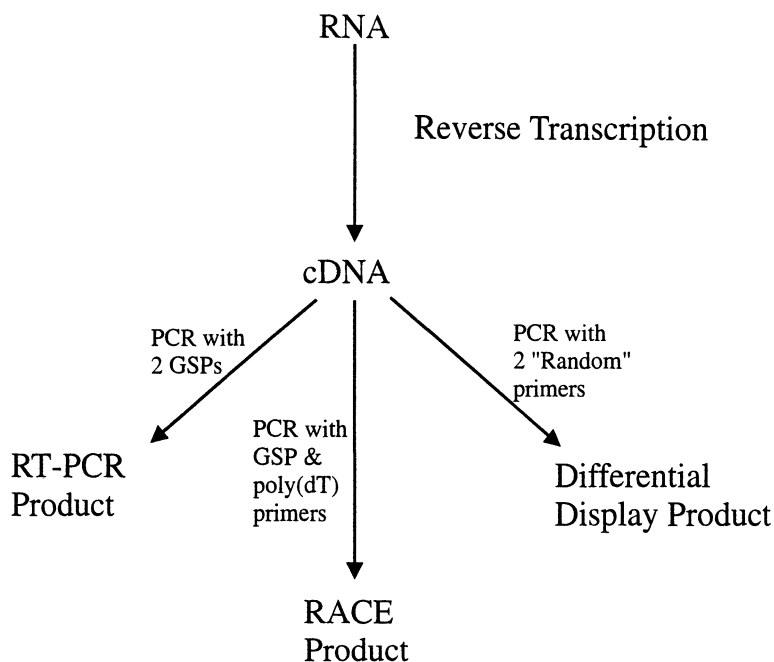 RNA
Reverse Transcription
cDNA
PCR with
2 GSPs
PCR with
2 "Random"
primers
PCR with
GSP &
poly(dT)
primers
RT-PCR
Product
Differential
Display Product
RACE
Product